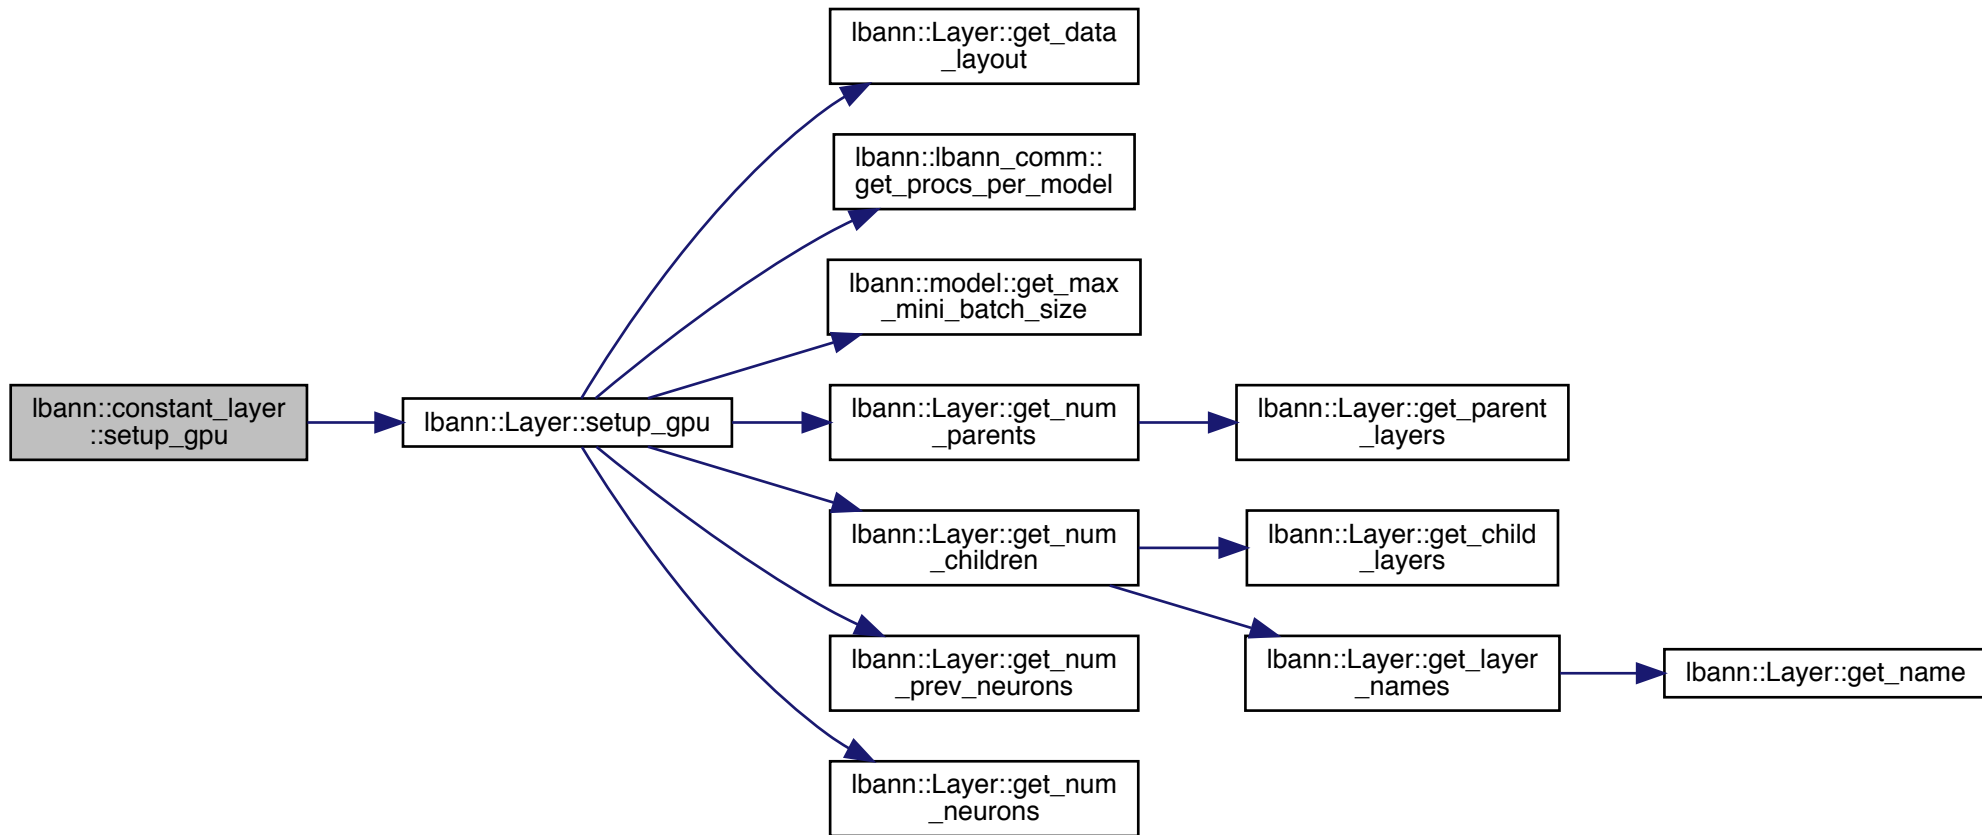 lbann::constant_layer
::setup_gpu
lbann::Layer::setup_gpu
lbann::Layer::get_data
_layout
lbann::lbann_comm::
get_procs_per_model
lbann::model::get_max
_mini_batch_size
lbann::Layer::get_num
_parents
lbann::Layer::get_num
_children
lbann::Layer::get_num
_prev_neurons
lbann::Layer::get_num
_neurons
lbann::Layer::get_parent
_layers
lbann::Layer::get_child
_layers
lbann::Layer::get_layer
_names
lbann::Layer::get_name